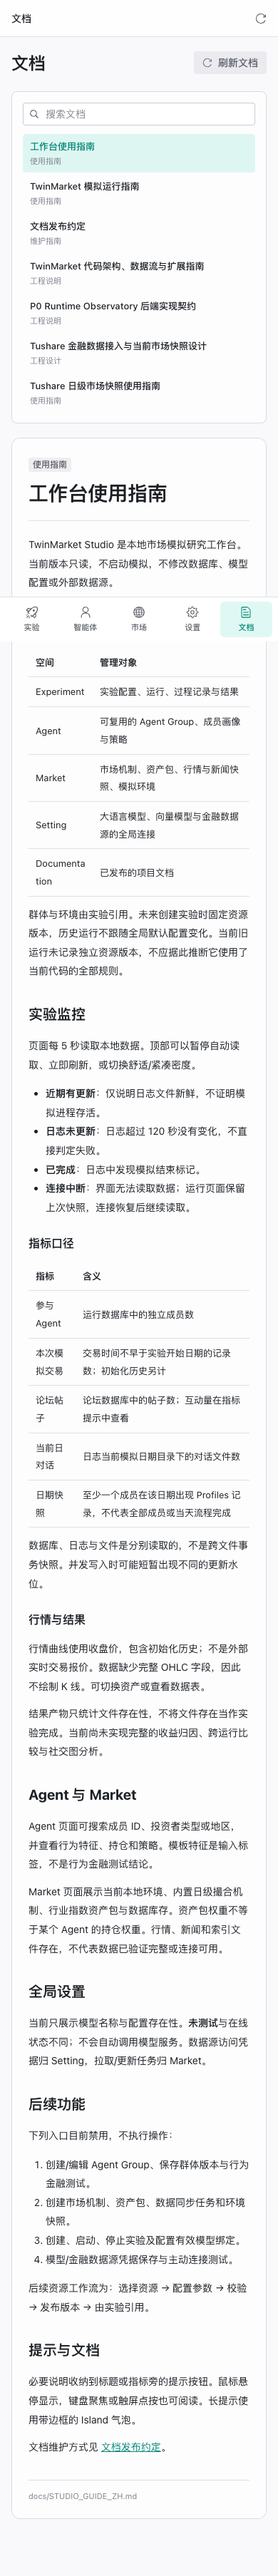 文档
文档
刷新文档
搜索文档
工作台使用指南
使用指南
TwinMarket 模拟运行指南
使用指南
文档发布约定
维护指南
TwinMarket 代码架构、数据流与扩展指南
工程说明
P0 Runtime Observatory 后端实现契约
工程说明
Tushare 金融数据接入与当前市场快照设计
工程设计
Tushare 日级市场快照使用指南
使用指南
使用指南
工作台使用指南
TwinMarket Studio 是本地市场模拟研究工作台。
当前版本只读，不启动模拟，不修改数据库、模型
配置或外部数据源。
实验
智能体
市场
设置
文档
空间 管理对象
Experiment 实验配置、运行、过程记录与结果
Agent 可复用的 Agent Group、成员画像
与策略
Market 市场机制、资产包、行情与新闻快
照、模拟环境
Setting 大语言模型、向量模型与金融数据
源的全局连接
Documenta
tion 已发布的项目文档
群体与环境由实验引用。未来创建实验时固定资源
版本，历史运行不跟随全局默认配置变化。当前旧
运行未记录独立资源版本，不应据此推断它使用了
当前代码的全部规则。
实验监控
页面每 5 秒读取本地数据。顶部可以暂停自动读
取、立即刷新，或切换舒适/紧凑密度。
• 近期有更新：仅说明日志文件新鲜，不证明模
拟进程存活。
• 日志未更新：日志超过 120 秒没有变化，不直
接判定失败。
• 已完成：日志中发现模拟结束标记。
• 连接中断：界面无法读取数据；运行页面保留
上次快照，连接恢复后继续读取。
指标口径
指标 含义
参与
Agent 运行数据库中的独立成员数
本次模
拟交易 交易时间不早于实验开始日期的记录
数；初始化历史另计
论坛帖
子 论坛数据库中的帖子数；互动量在指标
提示中查看
当前日
对话 日志当前模拟日期目录下的对话文件数
日期快
照 至少一个成员在该日期出现 Profiles 记
录，不代表全部成员或当天流程完成
数据库、日志与文件是分别读取的，不是跨文件事
务快照。并发写入时可能短暂出现不同的更新水
位。
行情与结果
行情曲线使用收盘价，包含初始化历史；不是外部
实时交易报价。数据缺少完整 OHLC 字段，因此
不绘制 K 线。可切换资产或查看数据表。
结果产物只统计文件存在性，不将文件存在当作实
验完成。当前尚未实现完整的收益归因、跨运行比
较与社交图分析。
Agent 与 Market
Agent 页面可搜索成员 ID、投资者类型或地区，
并查看行为特征、持仓和策略。模板特征是输入标
签，不是行为金融测试结论。
Market 页面展示当前本地环境、内置日级撮合机
制、行业指数资产包与数据库存。资产包权重不等
于某个 Agent 的持仓权重。行情、新闻和索引文
件存在，不代表数据已验证完整或连接可用。
全局设置
当前只展示模型名称与配置存在性。未测试与在线
状态不同；不会自动调用模型服务。数据源访问凭
据归 Setting，拉取/更新任务归 Market。
后续功能
下列入口目前禁用，不执行操作：
1. 创建/编辑 Agent Group、保存群体版本与行为
金融测试。
2. 创建市场机制、资产包、数据同步任务和环境
快照。
3. 创建、启动、停止实验及配置有效模型绑定。
4. 模型/金融数据源凭据保存与主动连接测试。
后续资源工作流为：选择资源 → 配置参数 → 校验
→ 发布版本 → 由实验引用。
提示与文档
必要说明收纳到标题或指标旁的提示按钮。鼠标悬
停显示，键盘聚焦或触屏点按也可阅读。长提示使
用带边框的 Island 气泡。
文档维护方式见 文档发布约定。
docs/STUDIO_GUIDE_ZH.md